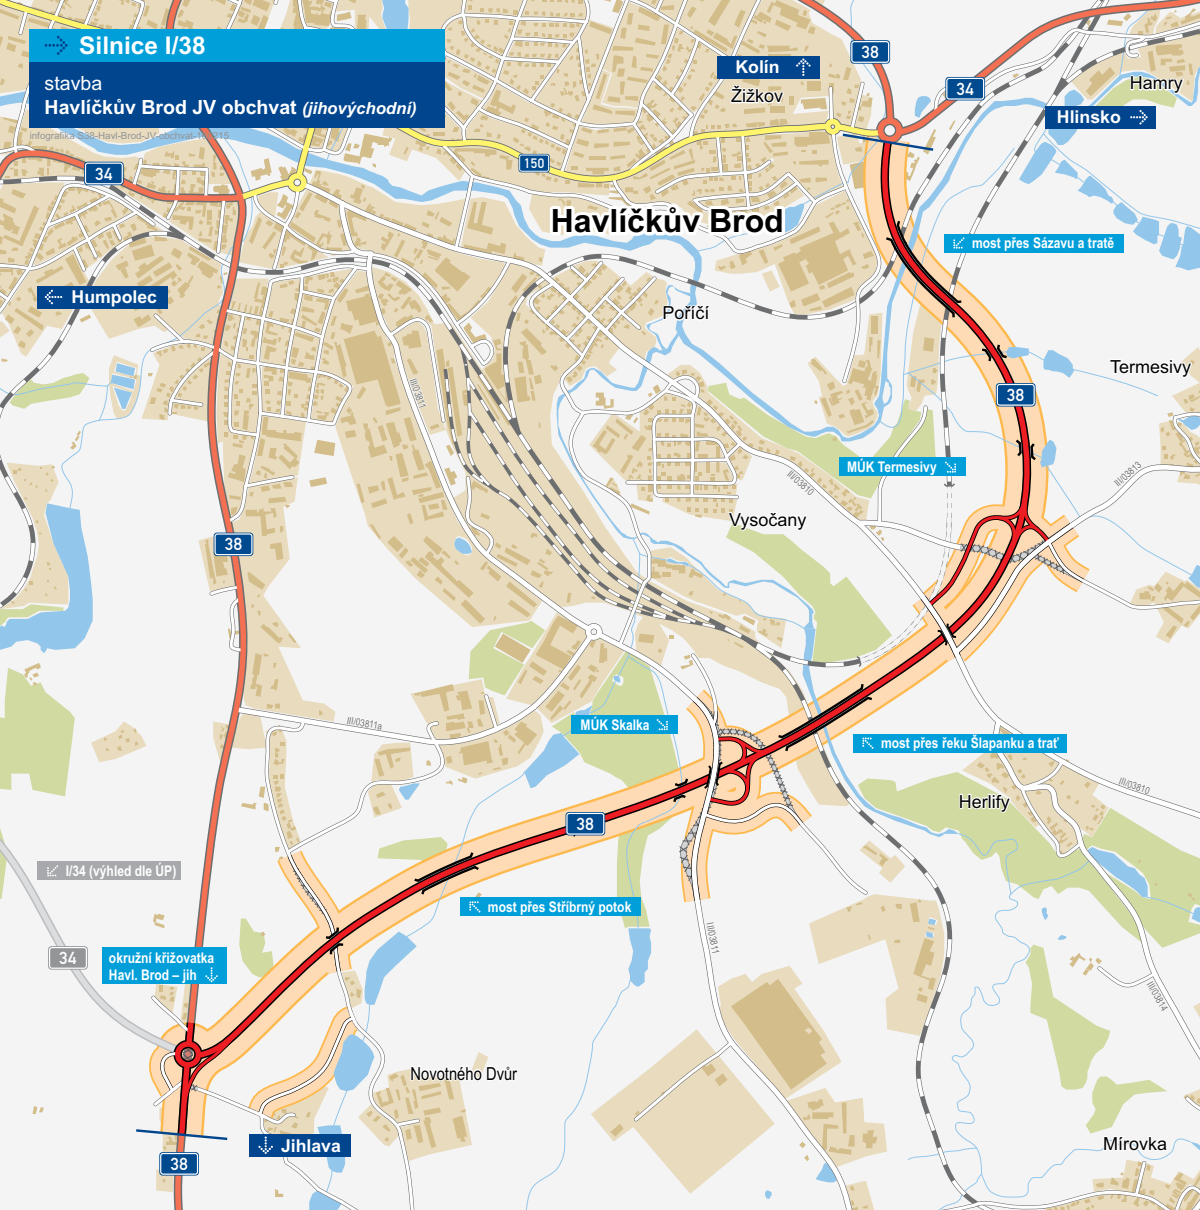 Silnice I/38
stavba
Havlíčkův Brod JV obchvat (jihovýchodní)
Kolín
Žižkov
38
34
Hamry
Hlinsko
150
34
Havlíčkův Brod
most přes Sázavu a tratě
Humpolec
Poříčí
Termesivy
38
III/03811
MÚK Termesivy
III/03810
III/03813
Vysočany
38
III/03811a
MÚK Skalka
most přes řeku Šlapanku a trať
III/03810
Herlify
38
I/34 (výhled dle ÚP)
most přes Stříbrný potok
34
okružní křižovatka
Havl. Brod – jih
III/03811
III/03814
Novotného Dvůr
Jihlava
Mírovka
38